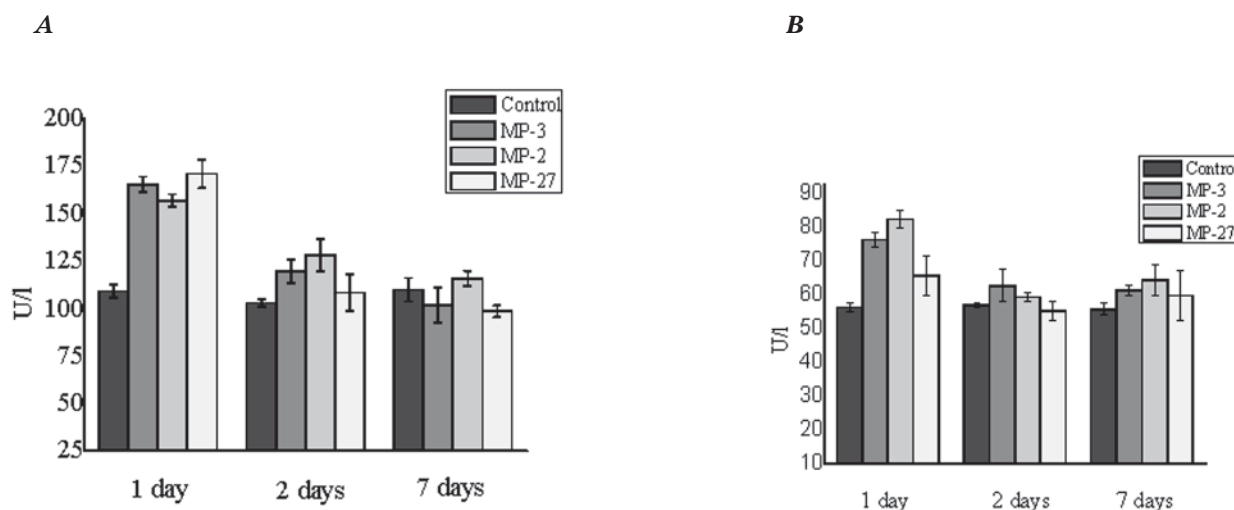 A
B
Control
MP-3
MP-2
MP-27
200
175
150
125
100
75
50
25
U/l
1 day
2 days
7 days
Control
MP-3
MP-2
MP-27
90
80
70
60
50
40
30
20
10
U/l
1 day
2 days
7 days